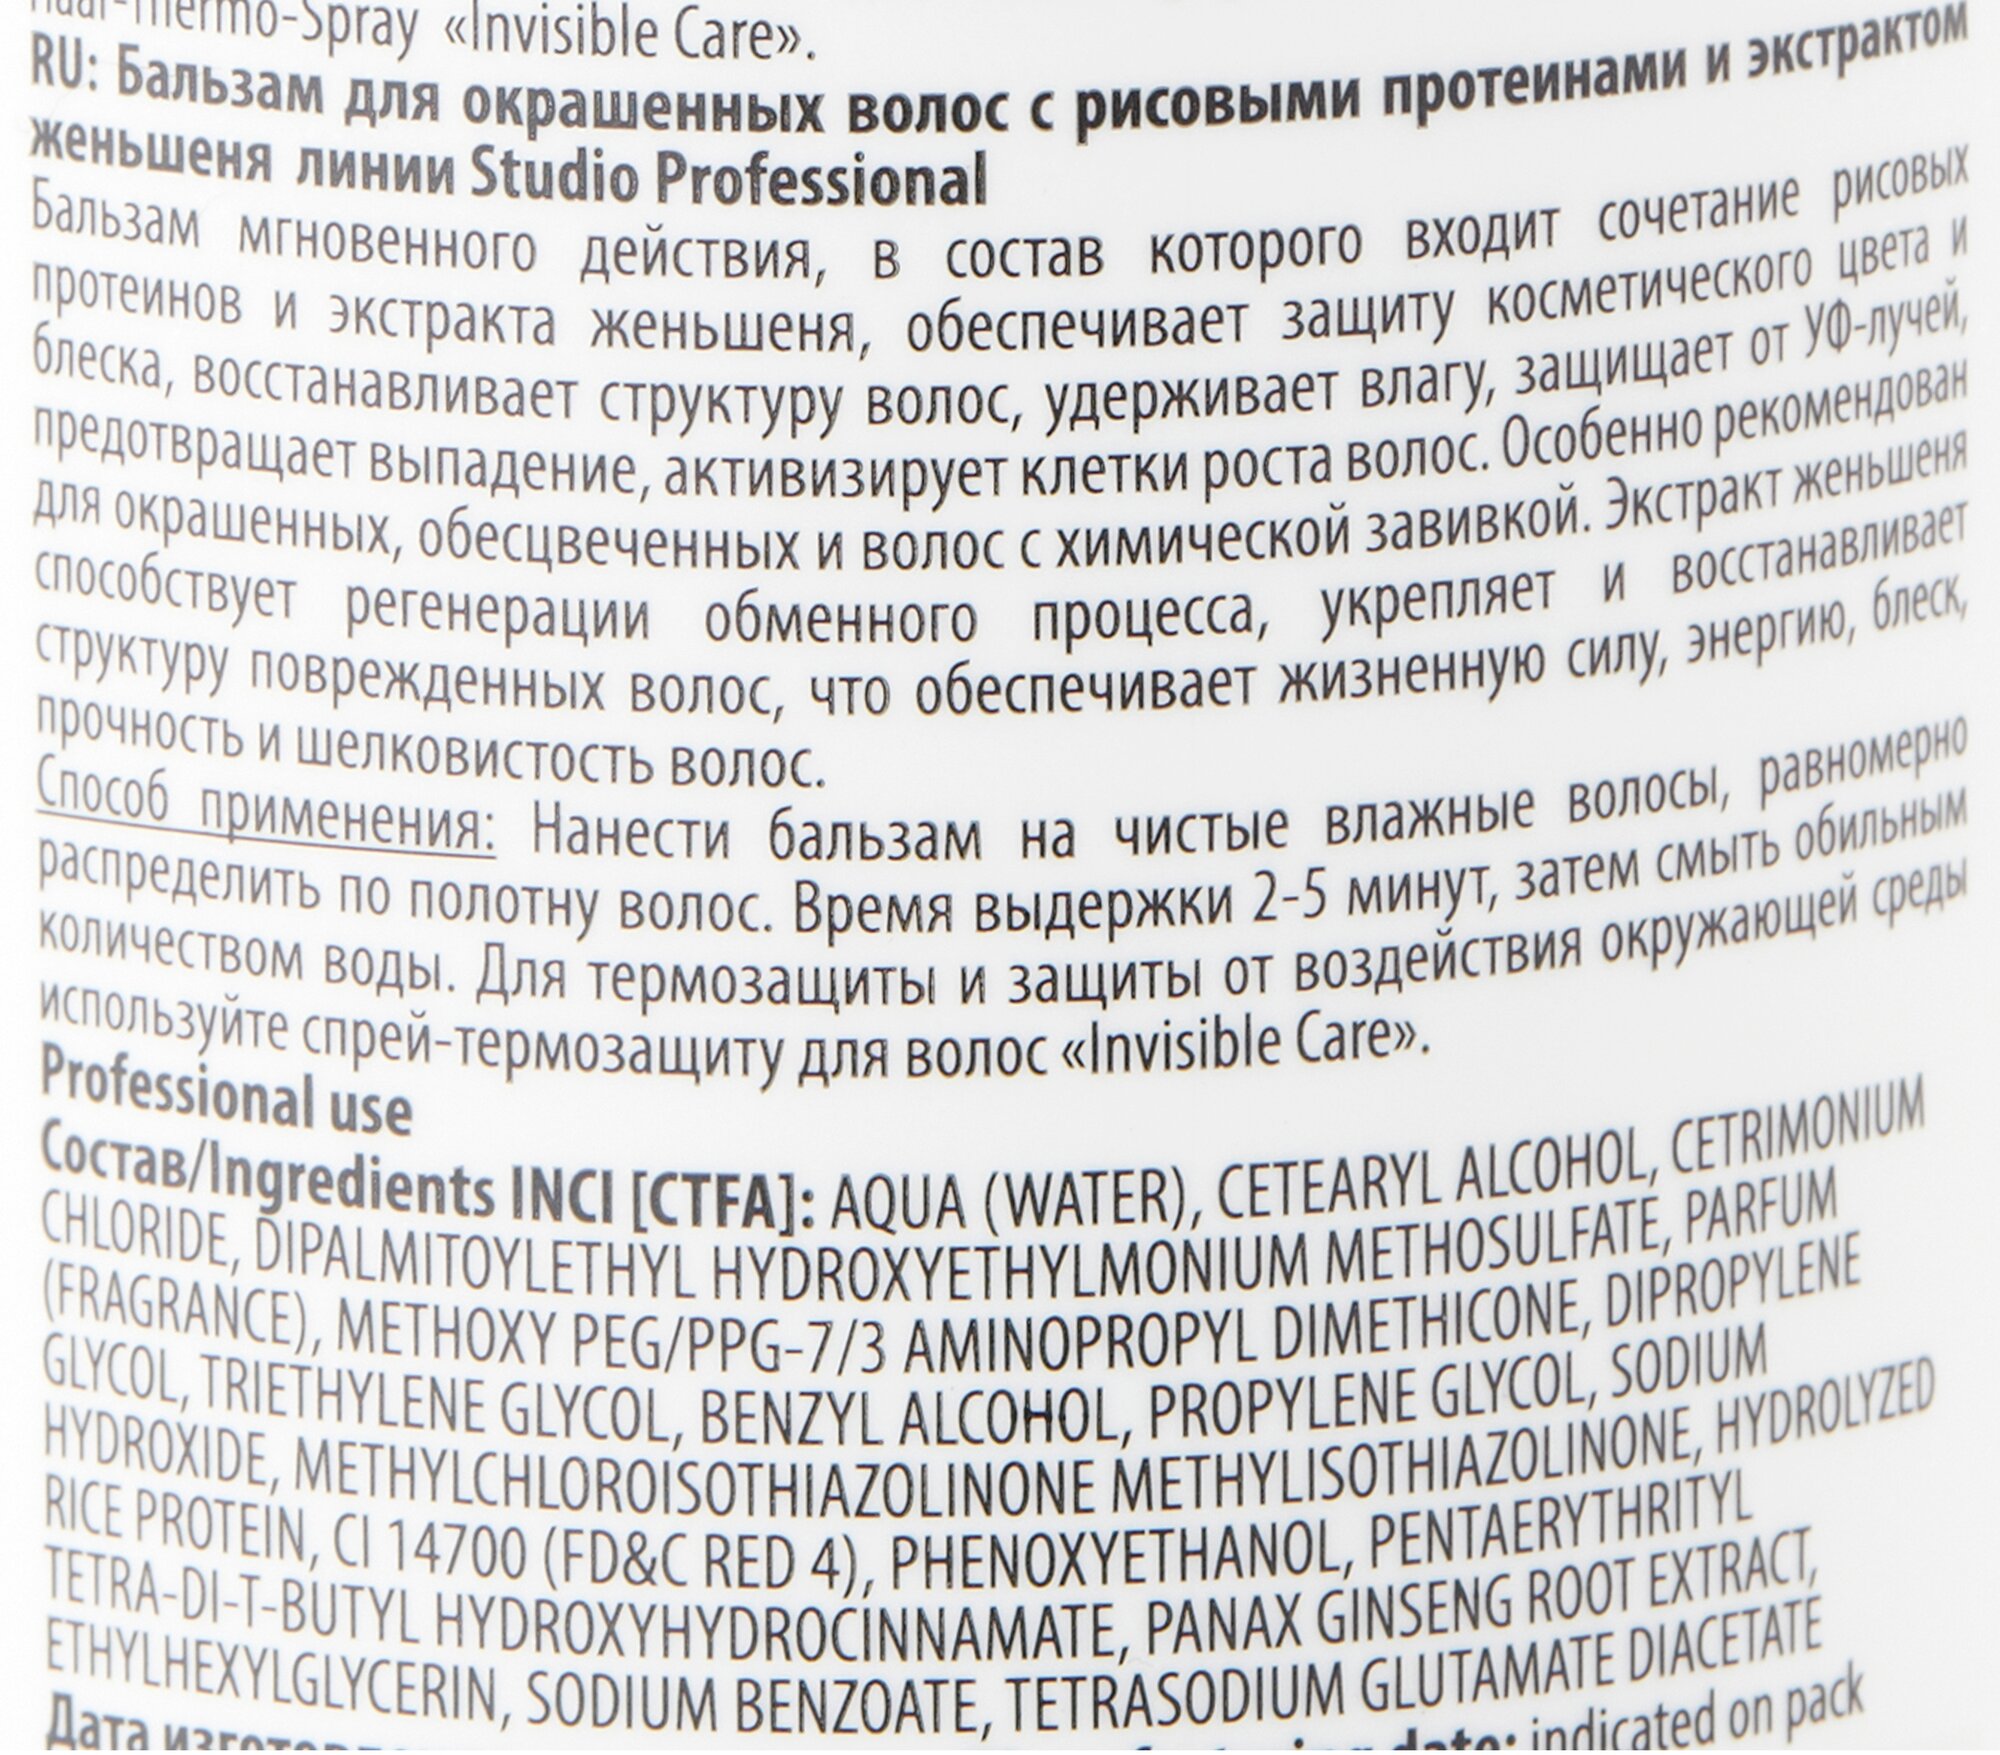 Haar-Thermo-Spray «Invisible Care».
RU: Бальзам для окрашенных волос с рисовыми протеинами и экстрактом
женьшеня линии Studio Professional
Бальзам мгновенного действия, в состав которого входит сочетание рисовых
протеинов и экстракта женьшеня, обеспечивает защиту косметического цвета и
блеска, восстанавливает структуру волос, удерживает влагу, защищает от УФ-лучей,
предотвращает выпадение, активизирует клетки роста волос. Особенно рекомендован
для окрашенных, обесцвеченных и волос с химической завивкой. Экстракт женьшеня
способствует регенерации обменного процесса, укрепляет и восстанавливает
структуру поврежденных волос, что обеспечивает жизненную силу, энергию, блеск,
прочность и шелковистость волос.
Способ применения: Нанести бальзам на чистые влажные волосы, равномерно
распределить по полотну волос. Время выдержки 2-5 минут, затем смыть обильным
количеством воды. Для термозащиты и защиты от воздействия окружающей среды
используйте спрей-термозащиту для волос «Invisible Care».
Professional use
Состав/Ingredients INCI [CTFA]: AQUA (WATER), CETEARYL ALCOHOL, CETRIMONIUM
CHLORIDE, DIPALMITOYLETHYL HYDROXYETHYLMONIUM METHOSULFATE, PARFUM
(FRAGRANCE), METHOXY PEG/PPG-7/3 AMINOPROPYL DIMETHICONE, DIPROPYLENE
GLYCOL, TRIETHYLENE GLYCOL, BENZYL ALCOHOL, PROPYLENE GLYCOL, SODIUM
HYDROXIDE, METHYLCHLOROISOTHIAZOLINONE METHYLISOTHIAZOLINONE, HYDROLYZED
RICE PROTEIN, CI 14700 (FD&C RED 4), PHENOXYETHANOL, PENTAERYTHRITYL
TETRA-DI-T-BUTYL HYDROXYHYDROCINNAMATE, PANAX GINSENG ROOT EXTRACT,
ETHYLHEXYLGLYCERIN, SODIUM BENZOATE, TETRASODIUM GLUTAMATE DIACETATE
Дата date: indicated on pack